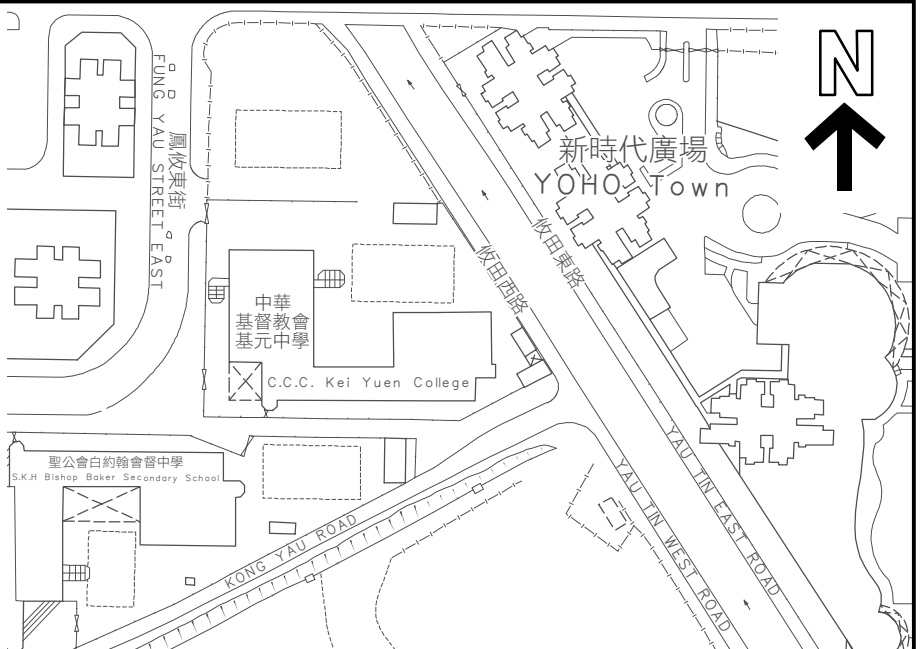 N
鳳攸東街
FUNG YAU STREET EAST
新時代廣場
YOHO Town
攸田東路
攸田西路
中華
基督教會
基元中學
C.C.C. Kei Yuen College
聖公會白約翰會督中學
S.K.H Bishop Baker Secondary School
KONG YAU ROAD
YAU TIN WEST ROAD
YAU TIN EAST ROAD